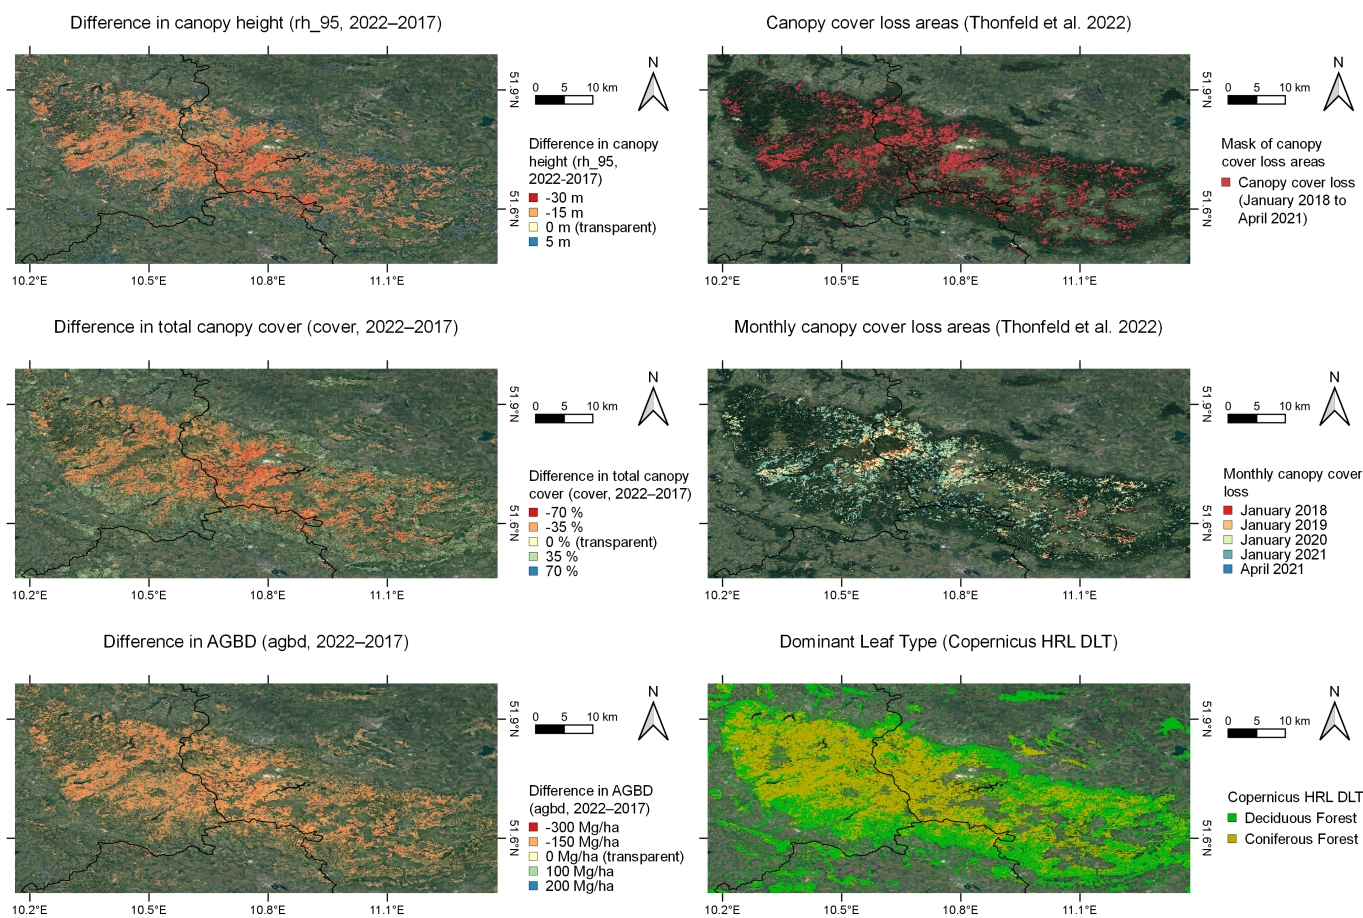 Difference in canopy height (rh_95, 2022–2017)
N
0 5 10 km
51.9°N
51.6°N
Difference in canopy
height (rh_95,
2022-2017)
-30 m
-15 m
0 m (transparent)
5 m
10.2°E 10.5°E 10.8°E 11.1°E
Canopy cover loss areas (Thonfeld et al. 2022)
N
0 5 10 km
51.9°N
51.6°N
Mask of canopy
cover loss areas
Canopy cover loss
(January 2018 to
April 2021)
10.2°E 10.5°E 10.8°E 11.1°E
Difference in total canopy cover (cover, 2022–2017)
N
0 5 10 km
51.9°N
51.6°N
Difference in total canopy
cover (cover, 2022–2017)
-70 %
-35 %
0 % (transparent)
35 %
70 %
10.2°E 10.5°E 10.8°E 11.1°E
Monthly canopy cover loss areas (Thonfeld et al. 2022)
N
0 5 10 km
51.9°N
51.6°N
Monthly canopy cover
loss
January 2018
January 2019
January 2020
January 2021
April 2021
10.2°E 10.5°E 10.8°E 11.1°E
Difference in AGBD (agbd, 2022–2017)
N
0 5 10 km
51.9°N
51.6°N
Difference in AGBD
(agbd, 2022–2017)
-300 Mg/ha
-150 Mg/ha
0 Mg/ha (transparent)
100 Mg/ha
200 Mg/ha
10.2°E 10.5°E 10.8°E 11.1°E
Dominant Leaf Type (Copernicus HRL DLT)
N
0 5 10 km
51.9°N
51.6°N
Copernicus HRL DLT
Deciduous Forest
Coniferous Forest
10.2°E 10.5°E 10.8°E 11.1°E